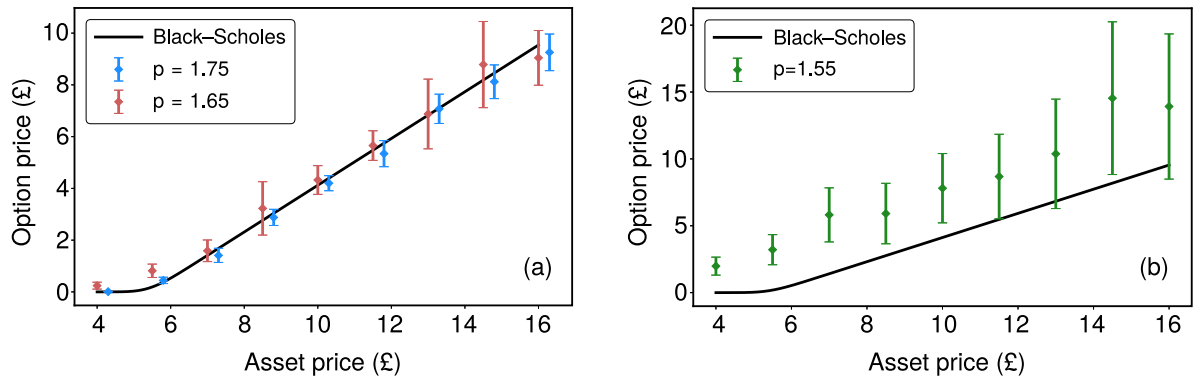 Option price (£)
10
8
6
4
2
0
Black–Scholes
p = 1.75
p = 1.65
(a)
4 6 8 10 12 14 16
Asset price (£)
Option price (£)
20
15
10
5
0
Black–Scholes
p=1.55
(b)
4 6 8 10 12 14 16
Asset price (£)